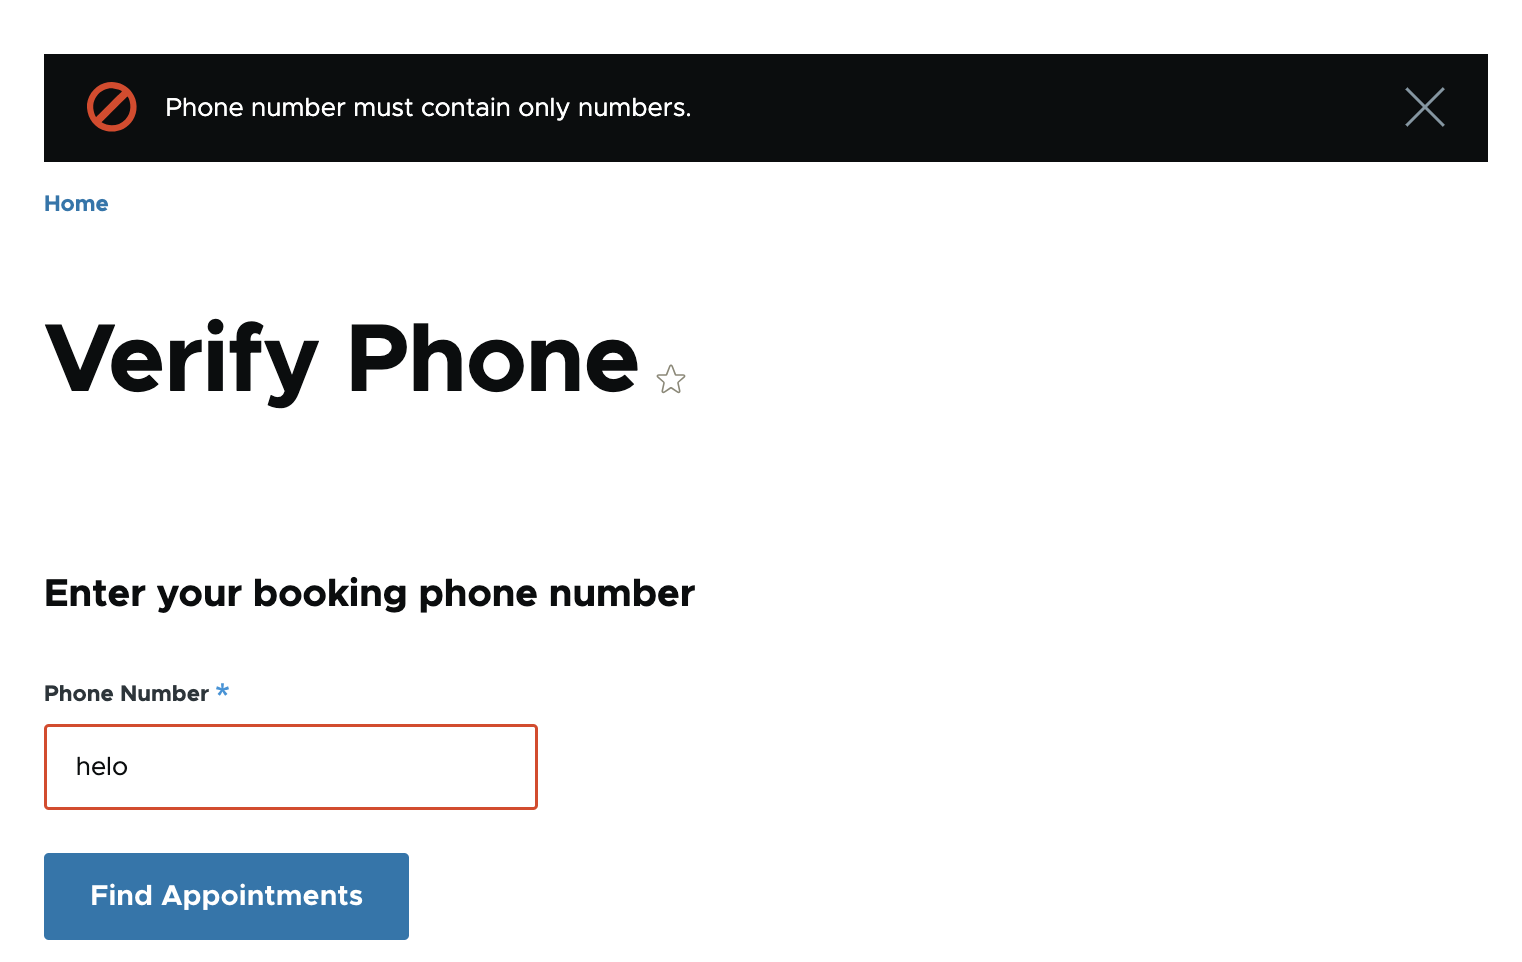 Phone number must contain only numbers.
Home
Verify Phone
Enter your booking phone number
Phone Number *
helo
Find Appointments